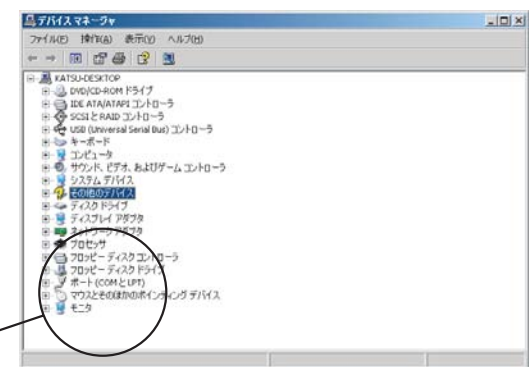 デバイス マネージャ
ファイル(F) 操作(A) 表示(V) ヘルプ(H)
KATSU-DESKTOP
DVD/CD-ROM ドライブ
IDE ATA/ATAPI コントローラ
SCSI と RAID コントローラ
USB (Universal Serial Bus) コントローラ
キーボード
コンピュータ
サウンド、ビデオ、およびゲーム コントローラ
システム デバイス
その他のデバイス
ディスク ドライブ
ディスプレイ アダプタ
ネットワーク アダプタ
プロセッサ
フロッピー ディスク コントローラ
フロッピー ディスク ドライブ
ポート (COM と LPT)
マウスとそのほかのポインティング デバイス
モニタ